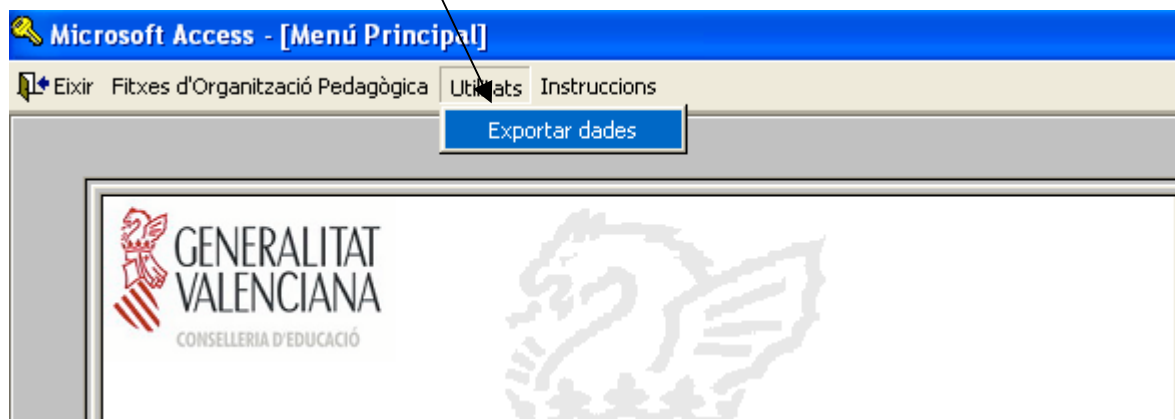 Microsoft Access - [Menú Principal]
Eixir Fitxes d'Organització Pedagògica Utilitats Instruccions
Exportar dades
GENERALITAT
VALENCIANA
CONSELLERIA D'EDUCACIÓ